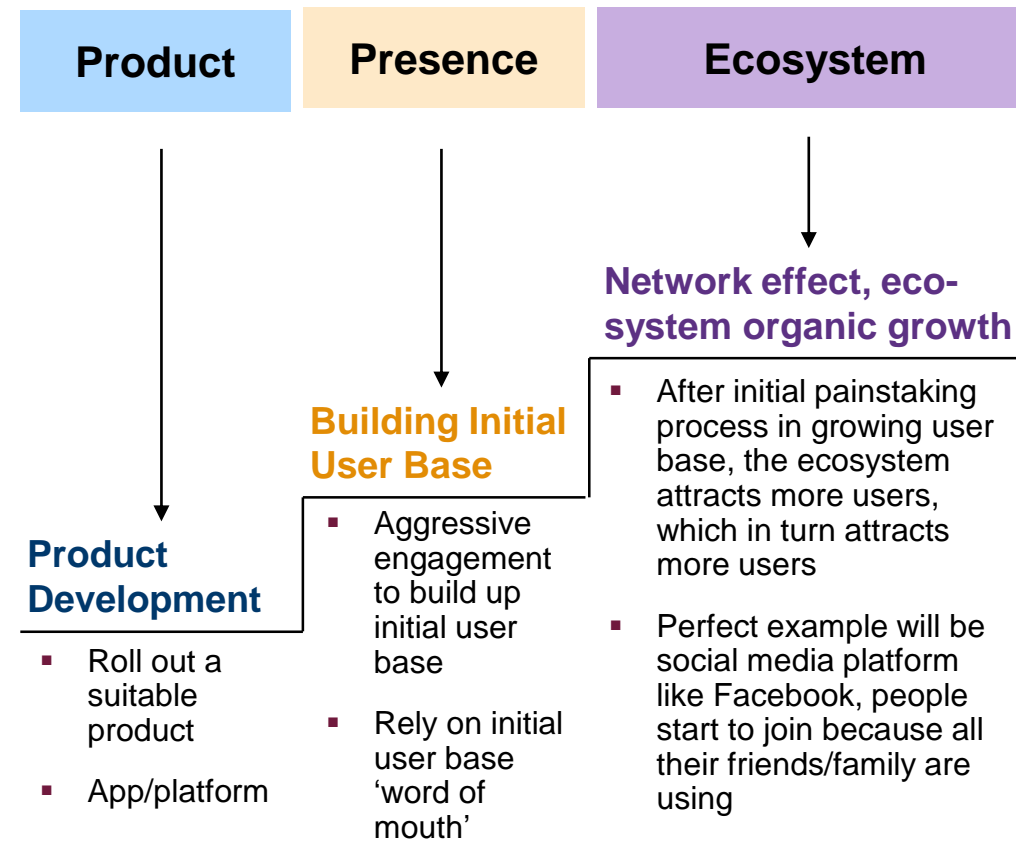 Product
Presence
Ecosystem
Product
Development
▪ Roll out a
suitable
product
▪ App/platform
Building Initial
User Base
▪ Aggressive
engagement
to build up
initial user
base
▪ Rely on initial
user base
‘word of
mouth’
Network effect, eco-
system organic growth
▪ After initial painstaking
process in growing user
base, the ecosystem
attracts more users,
which in turn attracts
more users
▪ Perfect example will be
social media platform
like Facebook, people
start to join because all
their friends/family are
using